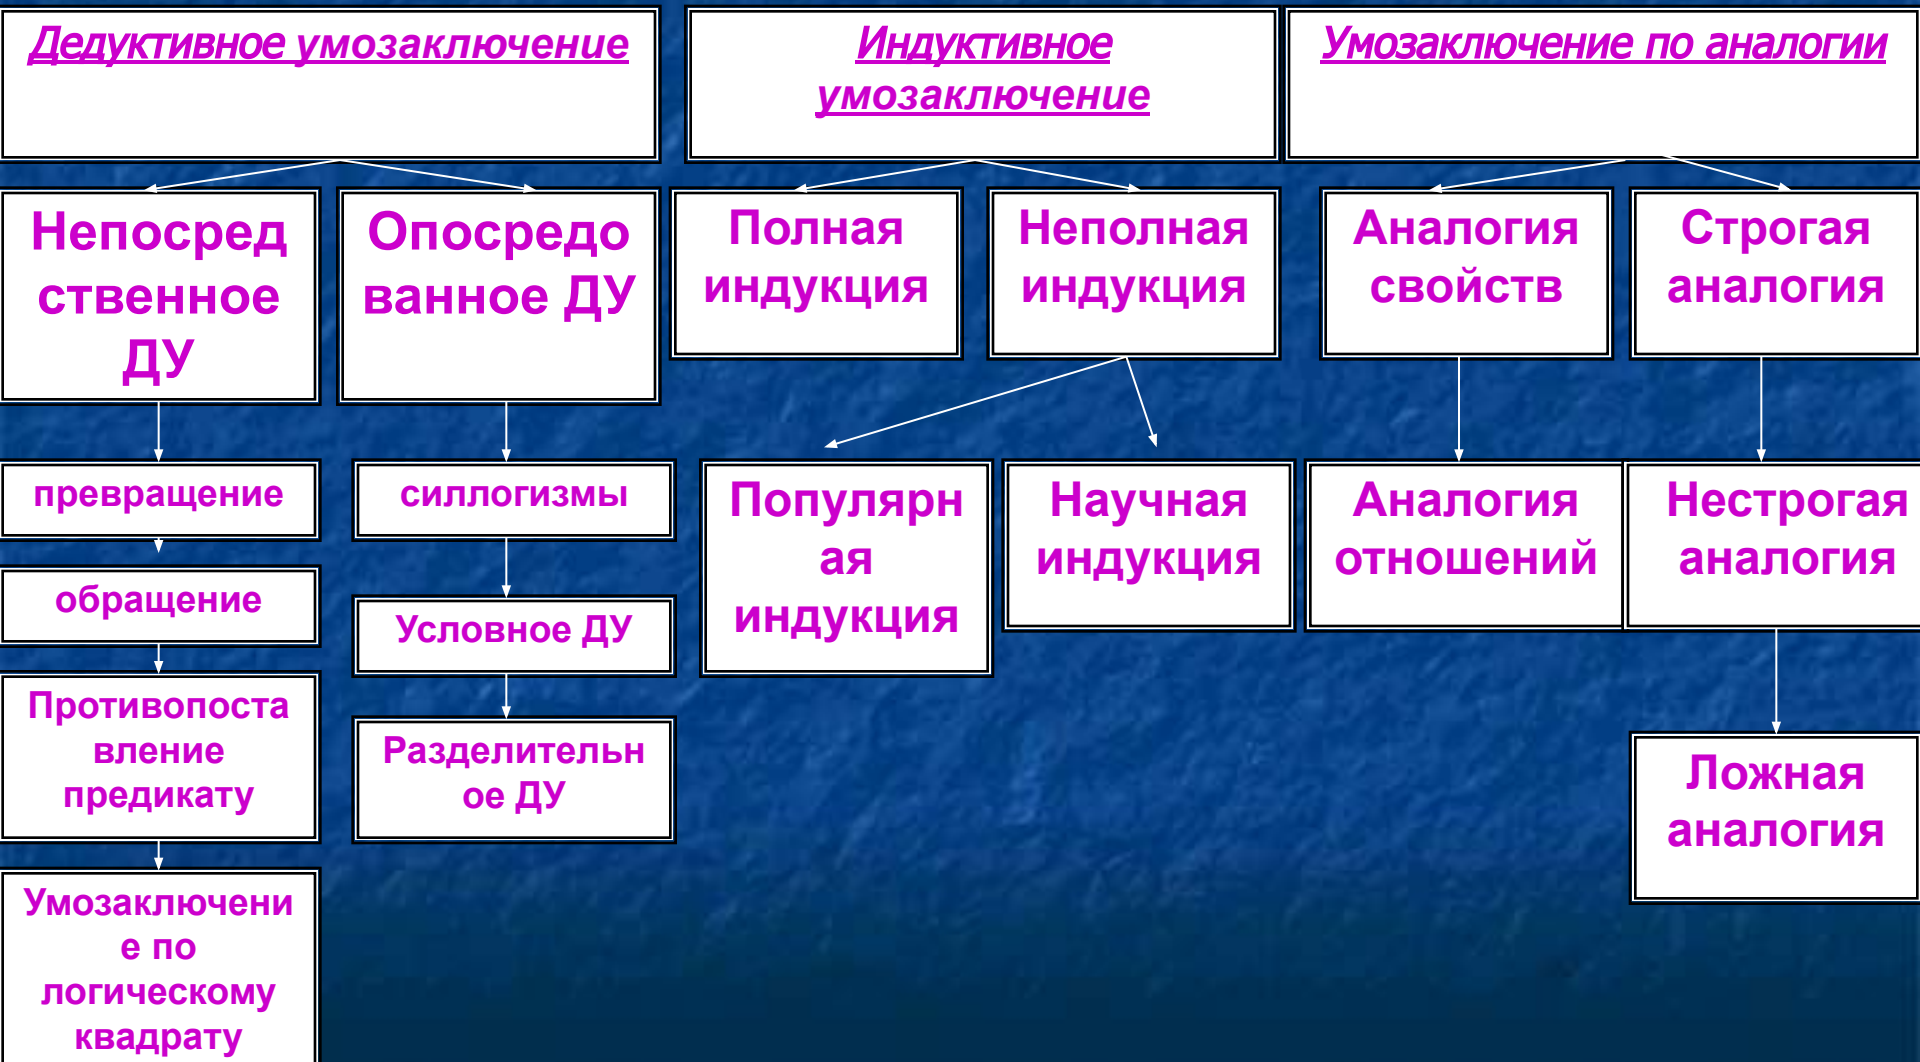 Дедуктивное умозаключение
Индуктивное
умозаключение
Умозаключение по аналогии
Непосред
ственное
ДУ
Опосредо
ванное ДУ
Полная
индукция
Неполная
индукция
Аналогия
свойств
Строгая
аналогия
превращение
обращение
Противопоста
вление
предикату
Умозаключени
е по
логическому
квадрату
силлогизмы
Условное ДУ
Разделительн
ое ДУ
Популярн
ая
индукция
Научная
индукция
Аналогия
отношений
Нестрогая
аналогия
Ложная
аналогия